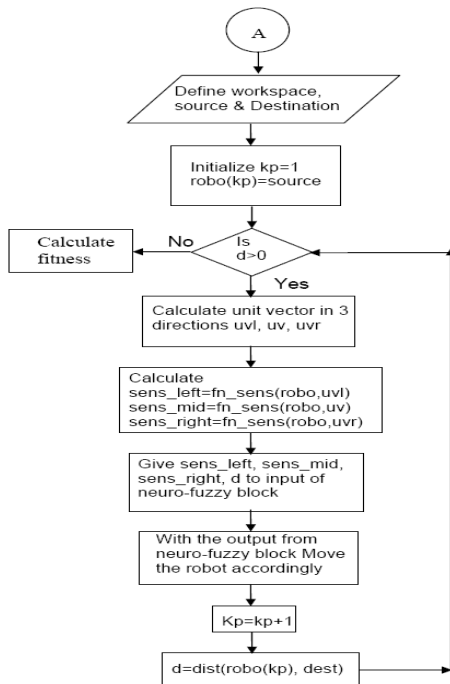 A
Define workspace,
source & Destination
Initialize kp=1
robo(kp)=source
Is
d>0
No
Calculate
fitness
Yes
Calculate unit vector in 3
directions uvl, uv, uvr
Calculate
sens_left=fn_sens(robo,uvl)
sens_mid=fn_sens(robo,uv)
sens_right=fn_sens(robo,uvr)
Give sens_left, sens_mid,
sens_right, d to input of
neuro-fuzzy block
With the output from
neuro-fuzzy block Move
the robot accordingly
Kp=kp+1
d=dist(robo(kp), dest)